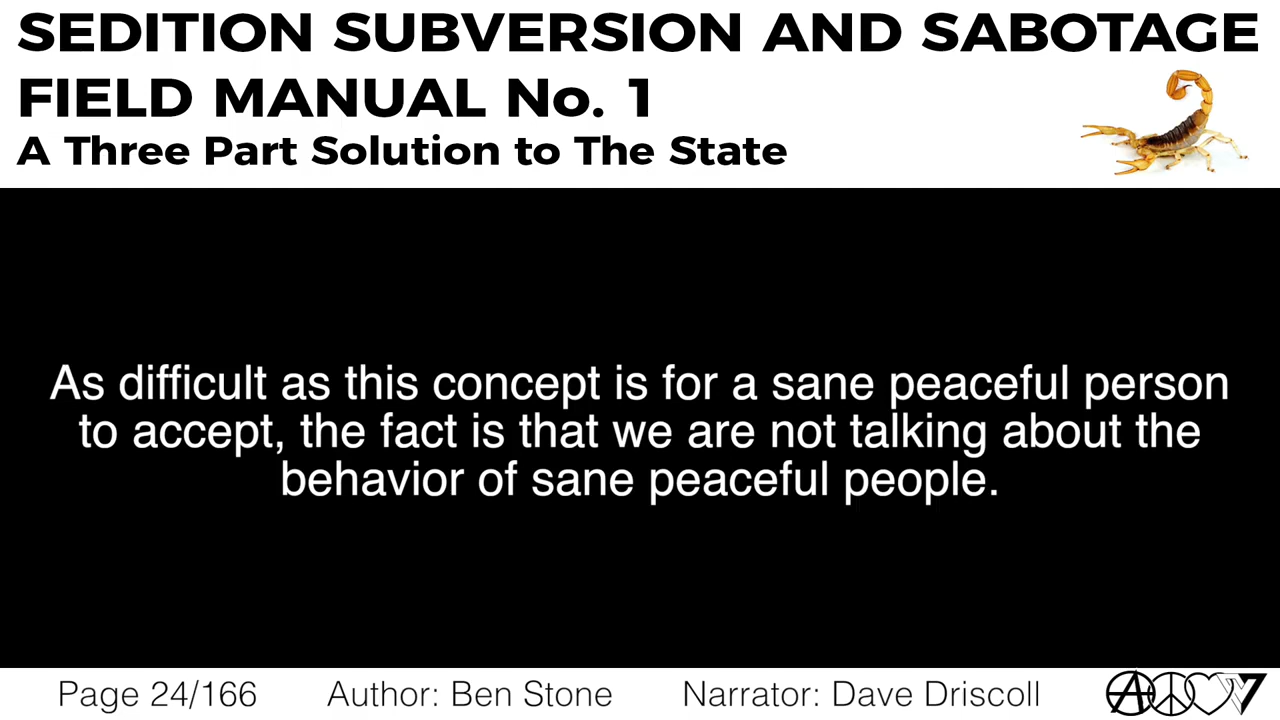 SEDITION SUBVERSION AND SABOTAGE
FIELD MANUAL No. 1
A Three Part Solution to The State
As difficult as this concept is for a sane peaceful person
to accept, the fact is that we are not talking about the
behavior of sane peaceful people.
Page 24/166 Author: Ben Stone Narrator: Dave Driscoll